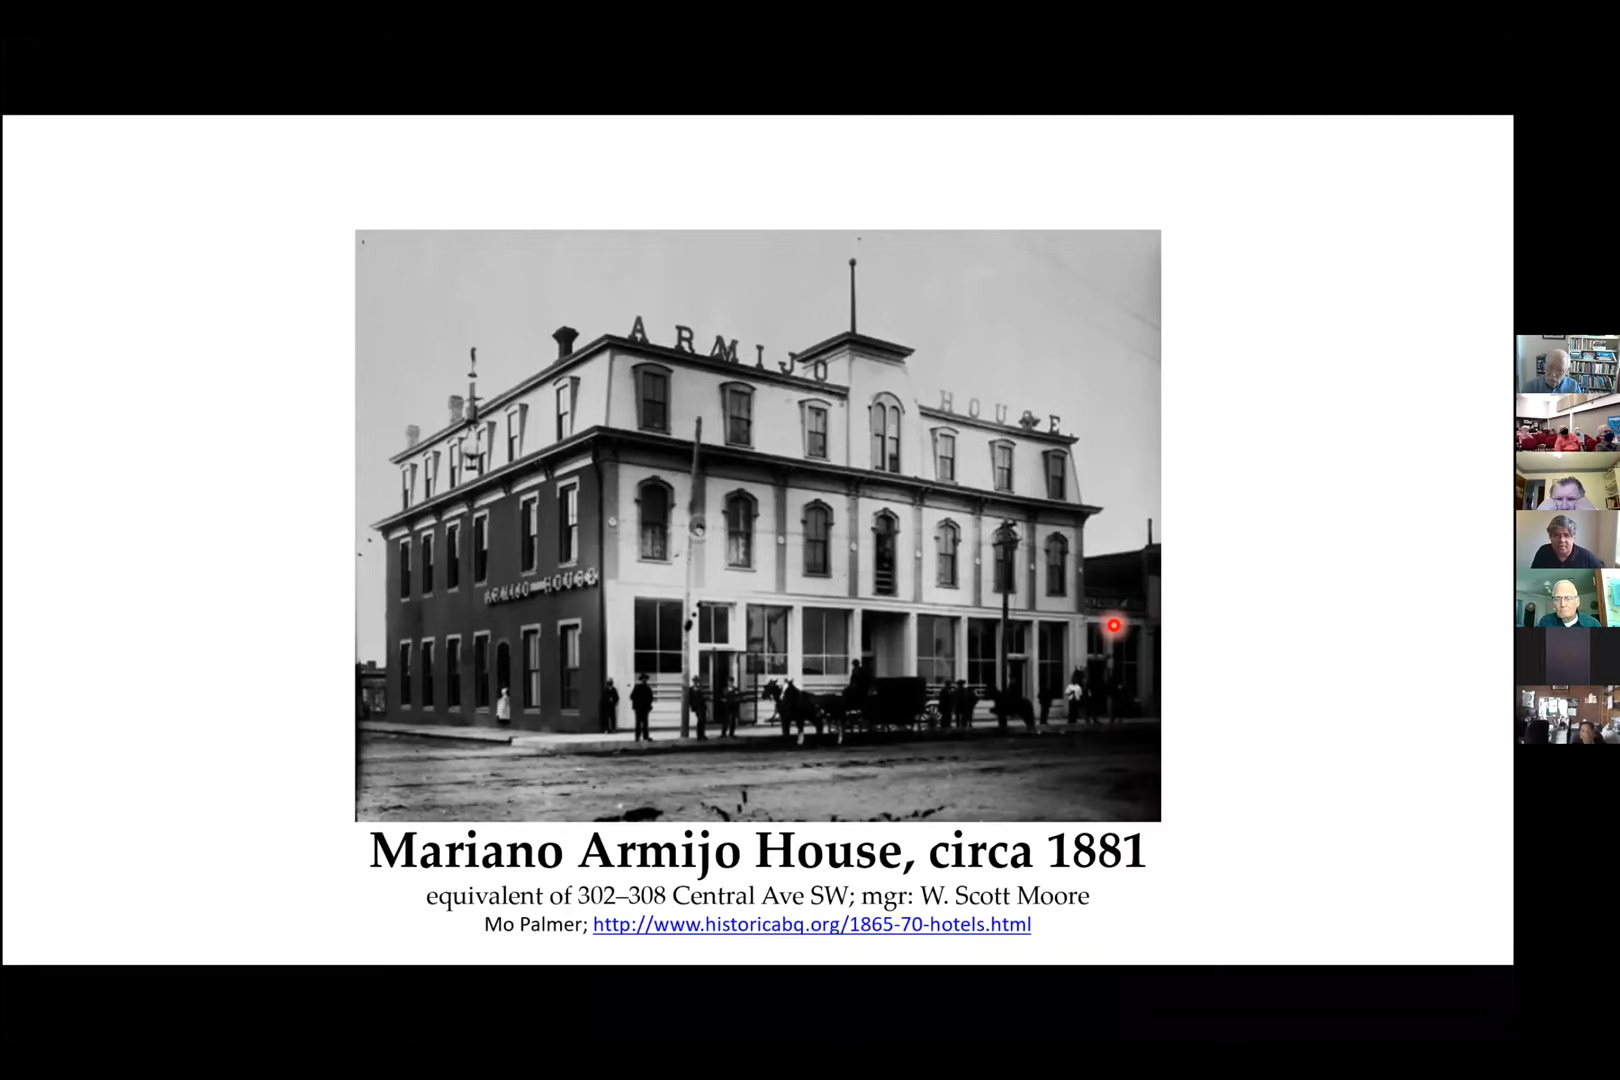 ARMIJO HOUSE
ARMIJO HOUSE
Mariano Armijo House, circa 1881
equivalent of 302–308 Central Ave SW; mgr: W. Scott Moore
Mo Palmer; http://www.historicabq.org/1865-70-hotels.html